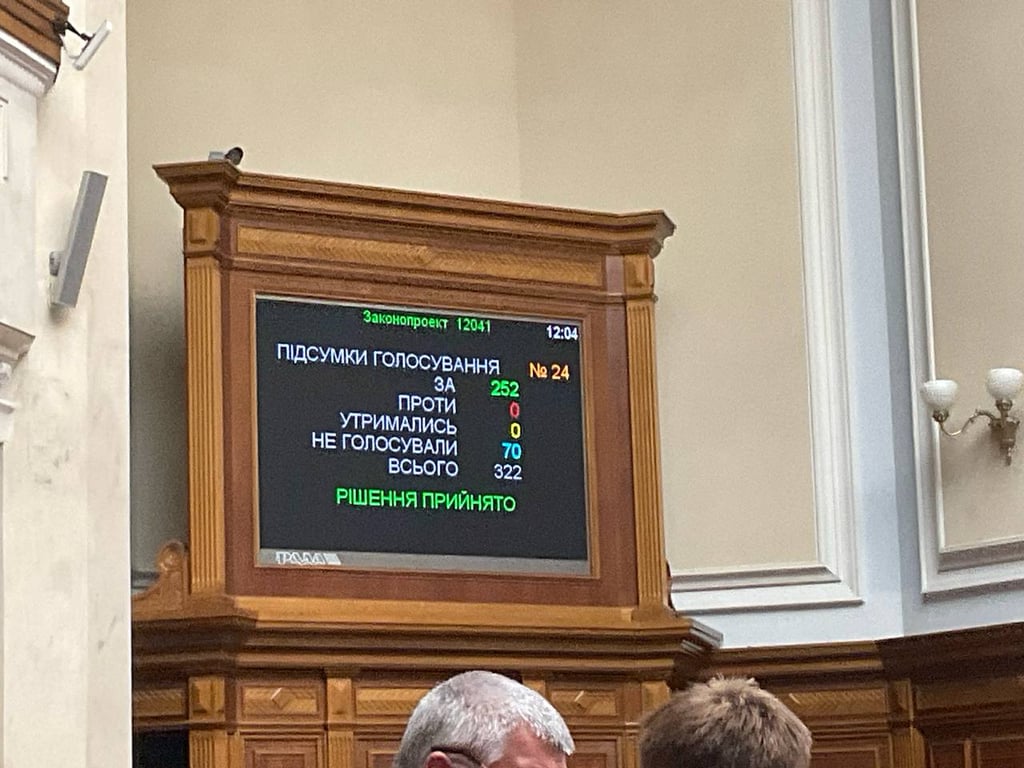 Законопроект 12041
12:04
ПІДСУМКИ ГОЛОСУВАННЯ № 24
ЗА 252
ПРОТИ 0
УТРИМАЛИСЬ 0
НЕ ГОЛОСУВАЛИ 70
ВСЬОГО 322
РІШЕННЯ ПРИЙНЯТО
РАДА